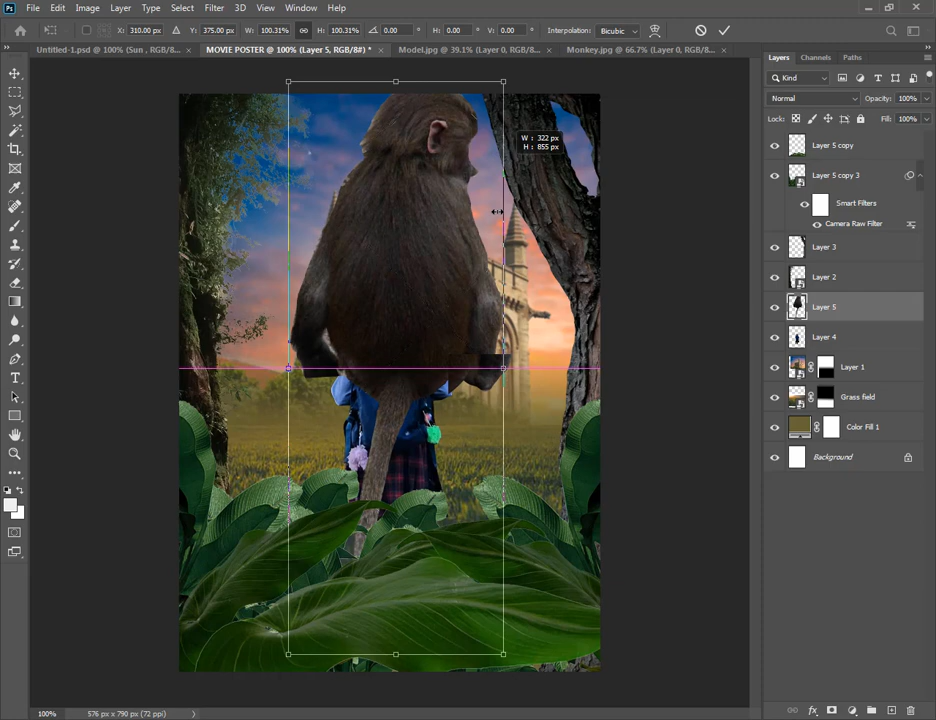 Ps File Edit Image Layer Type Select Filter 3D View Window Help
X: 310.00 px Y: 375.00 px W: 100.31% H: 100.31% 0.00 ° H: 0.00 ° V: 0.00 ° Interpolation: Bicubic
Untitled-1.psd @ 100% (Sun , RGB/8... × MOVIE POSTER @ 100% (Layer 5, RGB/8#) * × Model.jpg @ 39.1% (Layer 0, RGB/8#... × Monkey.jpg @ 66.7% (Layer 0, RGB/8#... ×
Layers Channels Paths
Kind
Normal Opacity: 100%
Lock: Fill: 100%
W : 322 px
H : 855 px
Layer 5 copy
Layer 5 copy 3
Smart Filters
Camera Raw Filter
Layer 3
Layer 2
Layer 5
Layer 4
Layer 1
Grass field
Color Fill 1
Background
100% 576 px x 790 px (72 ppi)